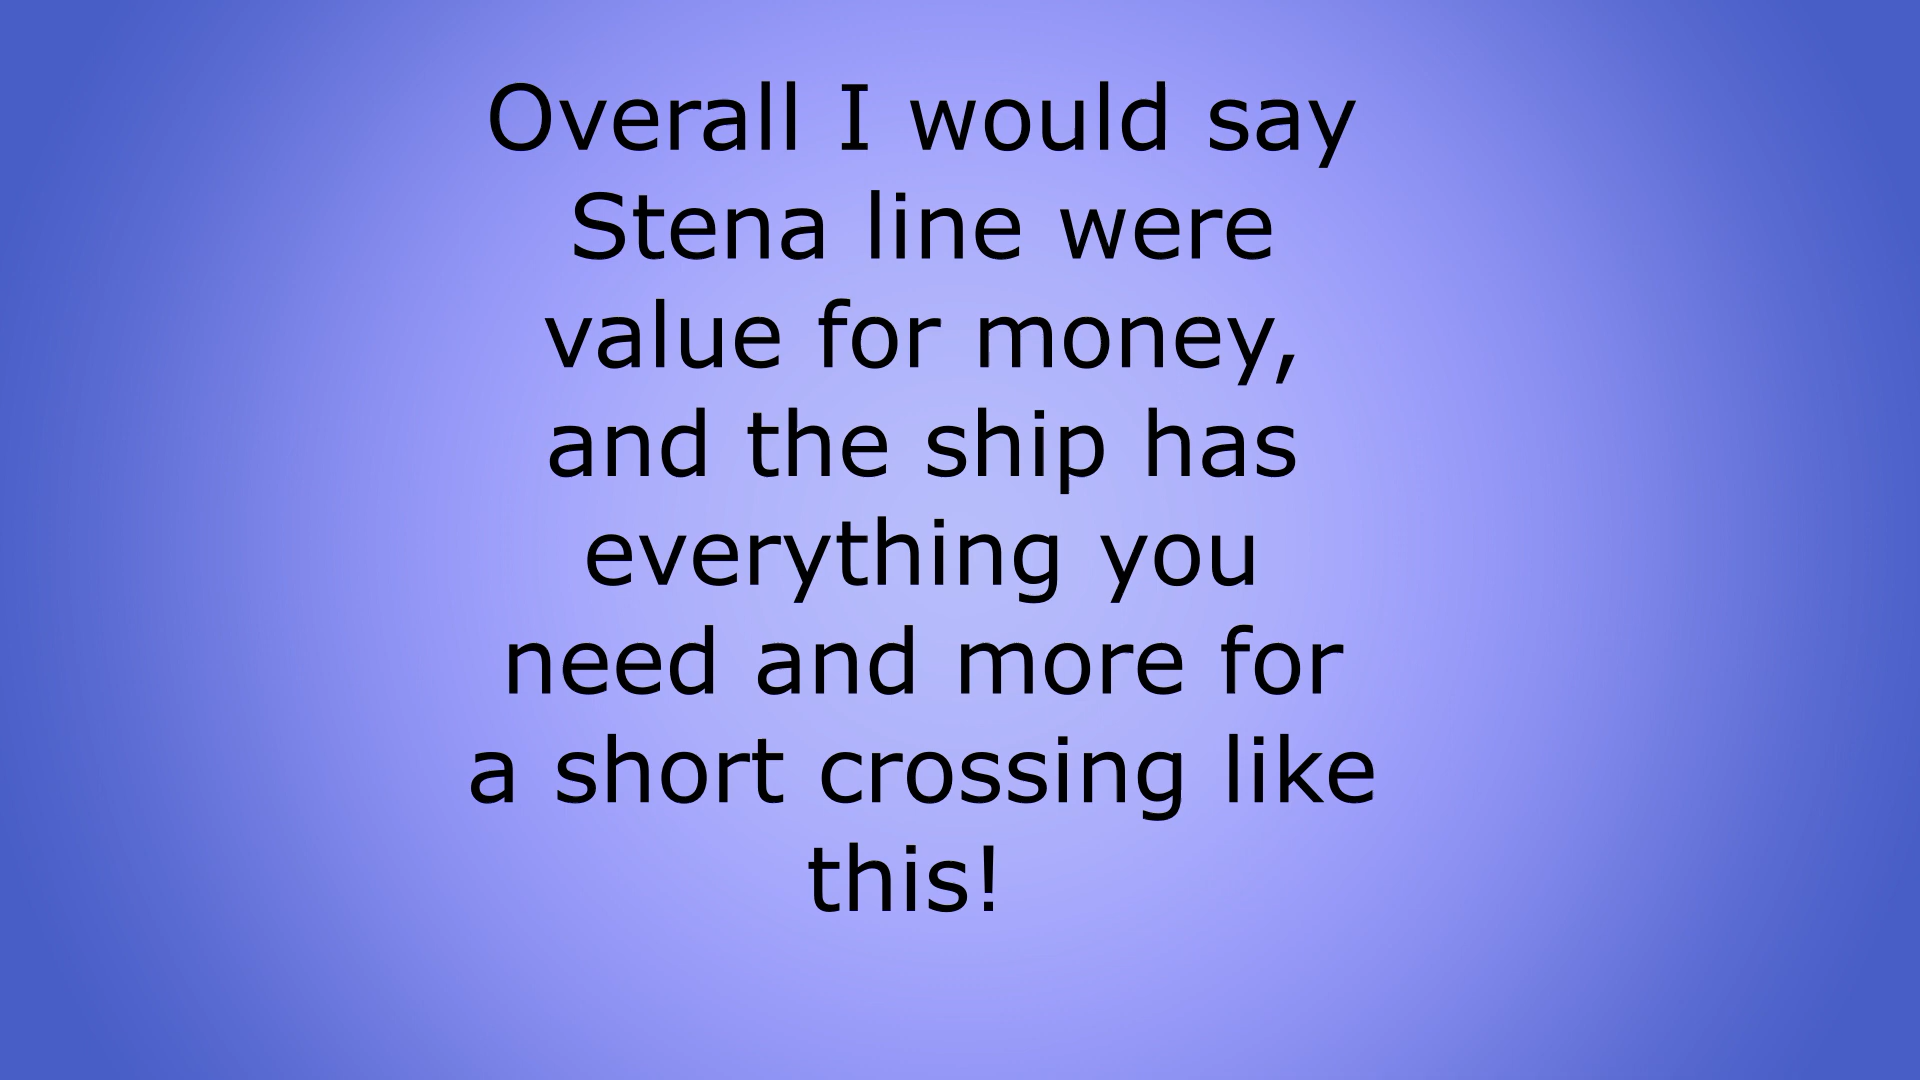 Overall I would say
Stena line were
value for money,
and the ship has
everything you
need and more for
a short crossing like
this!